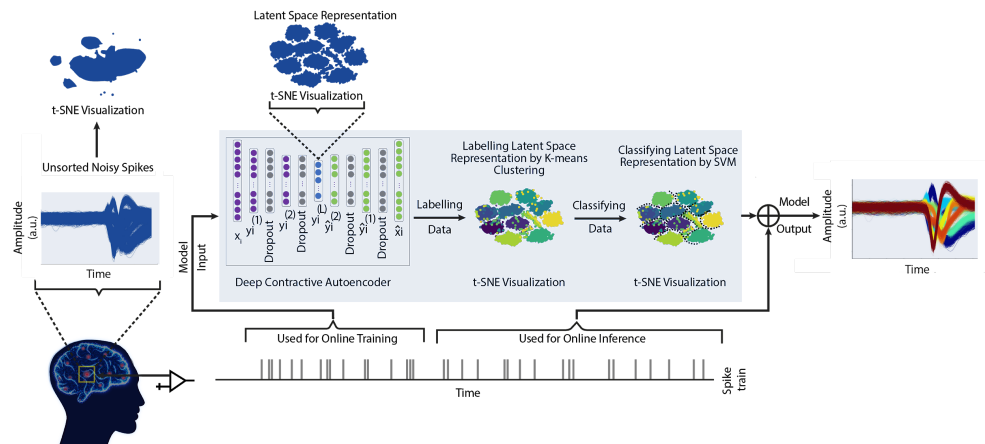 Latent Space Representation
t-SNE Visualization
t-SNE Visualization
Unsorted Noisy Spikes
Amplitude
(a.u.)
Time
Model
Input
x_i
yi^(1)
Dropout
yi^(2)
Dropout
yi^(L)
ŷi^(2)
Dropout
ŷi^(1)
Dropout
x̂i
Deep Contractive Autoencoder
Labelling
Data
Labelling Latent Space
Representation by K-means
Clustering
t-SNE Visualization
Classifying
Data
Classifying Latent Space
Representation by SVM
t-SNE Visualization
Model
Output
Amplitude
(a.u.)
Time
Used for Online Training
Used for Online Inference
Time
Spike
train